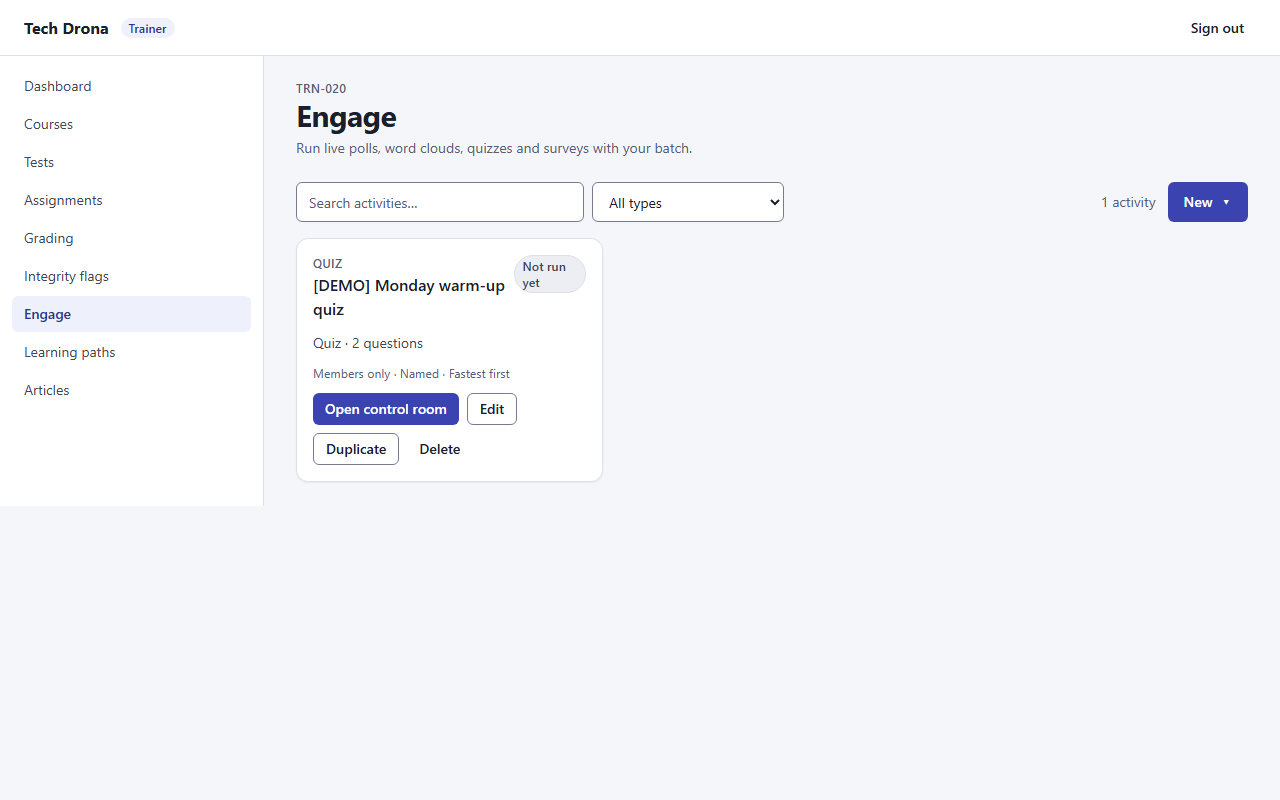 Tech Drona Trainer Sign out
Dashboard
Courses
Tests
Assignments
Grading
Integrity flags
Engage
Learning paths
Articles
TRN-020
Engage
Run live polls, word clouds, quizzes and surveys with your batch.
Search activities... All types 1 activity New ▼
QUIZ
[DEMO] Monday warm-up
quiz
Not run
yet
Quiz · 2 questions
Members only · Named · Fastest first
Open control room Edit
Duplicate Delete